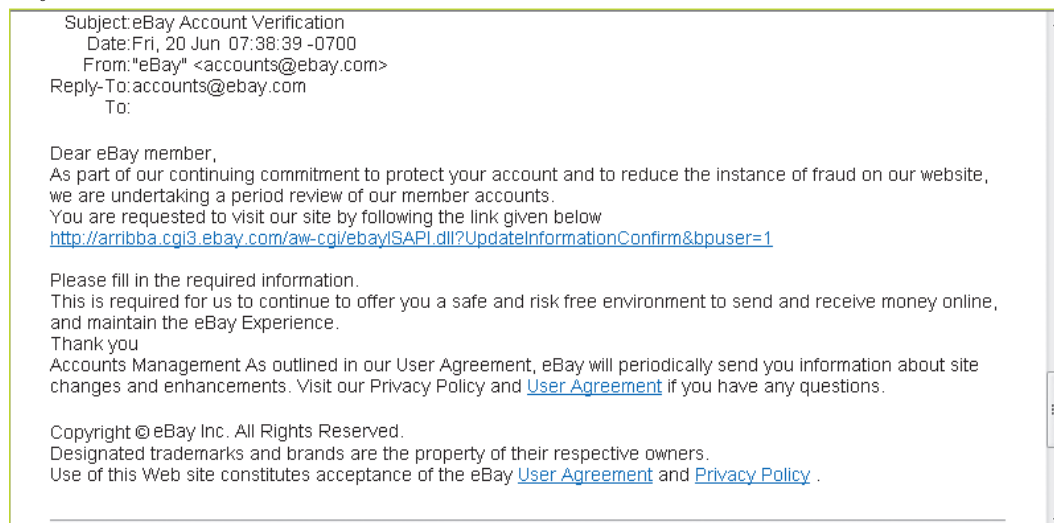 Subject:eBay Account Verification
Date:Fri, 20 Jun 07:38:39 -0700
From:"eBay" <accounts@ebay.com>
Reply-To:accounts@ebay.com
To:
Dear eBay member,
As part of our continuing commitment to protect your account and to reduce the instance of fraud on our website,
we are undertaking a period review of our member accounts.
You are requested to visit our site by following the link given below
http://arribba.cgi3.ebay.com/aw-cgi/ebayISAPI.dll?UpdateInformationConfirm&bpuser=1
Please fill in the required information.
This is required for us to continue to offer you a safe and risk free environment to send and receive money online,
and maintain the eBay Experience.
Thank you
Accounts Management As outlined in our User Agreement, eBay will periodically send you information about site
changes and enhancements. Visit our Privacy Policy and User Agreement if you have any questions.
Copyright © eBay Inc. All Rights Reserved.
Designated trademarks and brands are the property of their respective owners.
Use of this Web site constitutes acceptance of the eBay User Agreement and Privacy Policy .